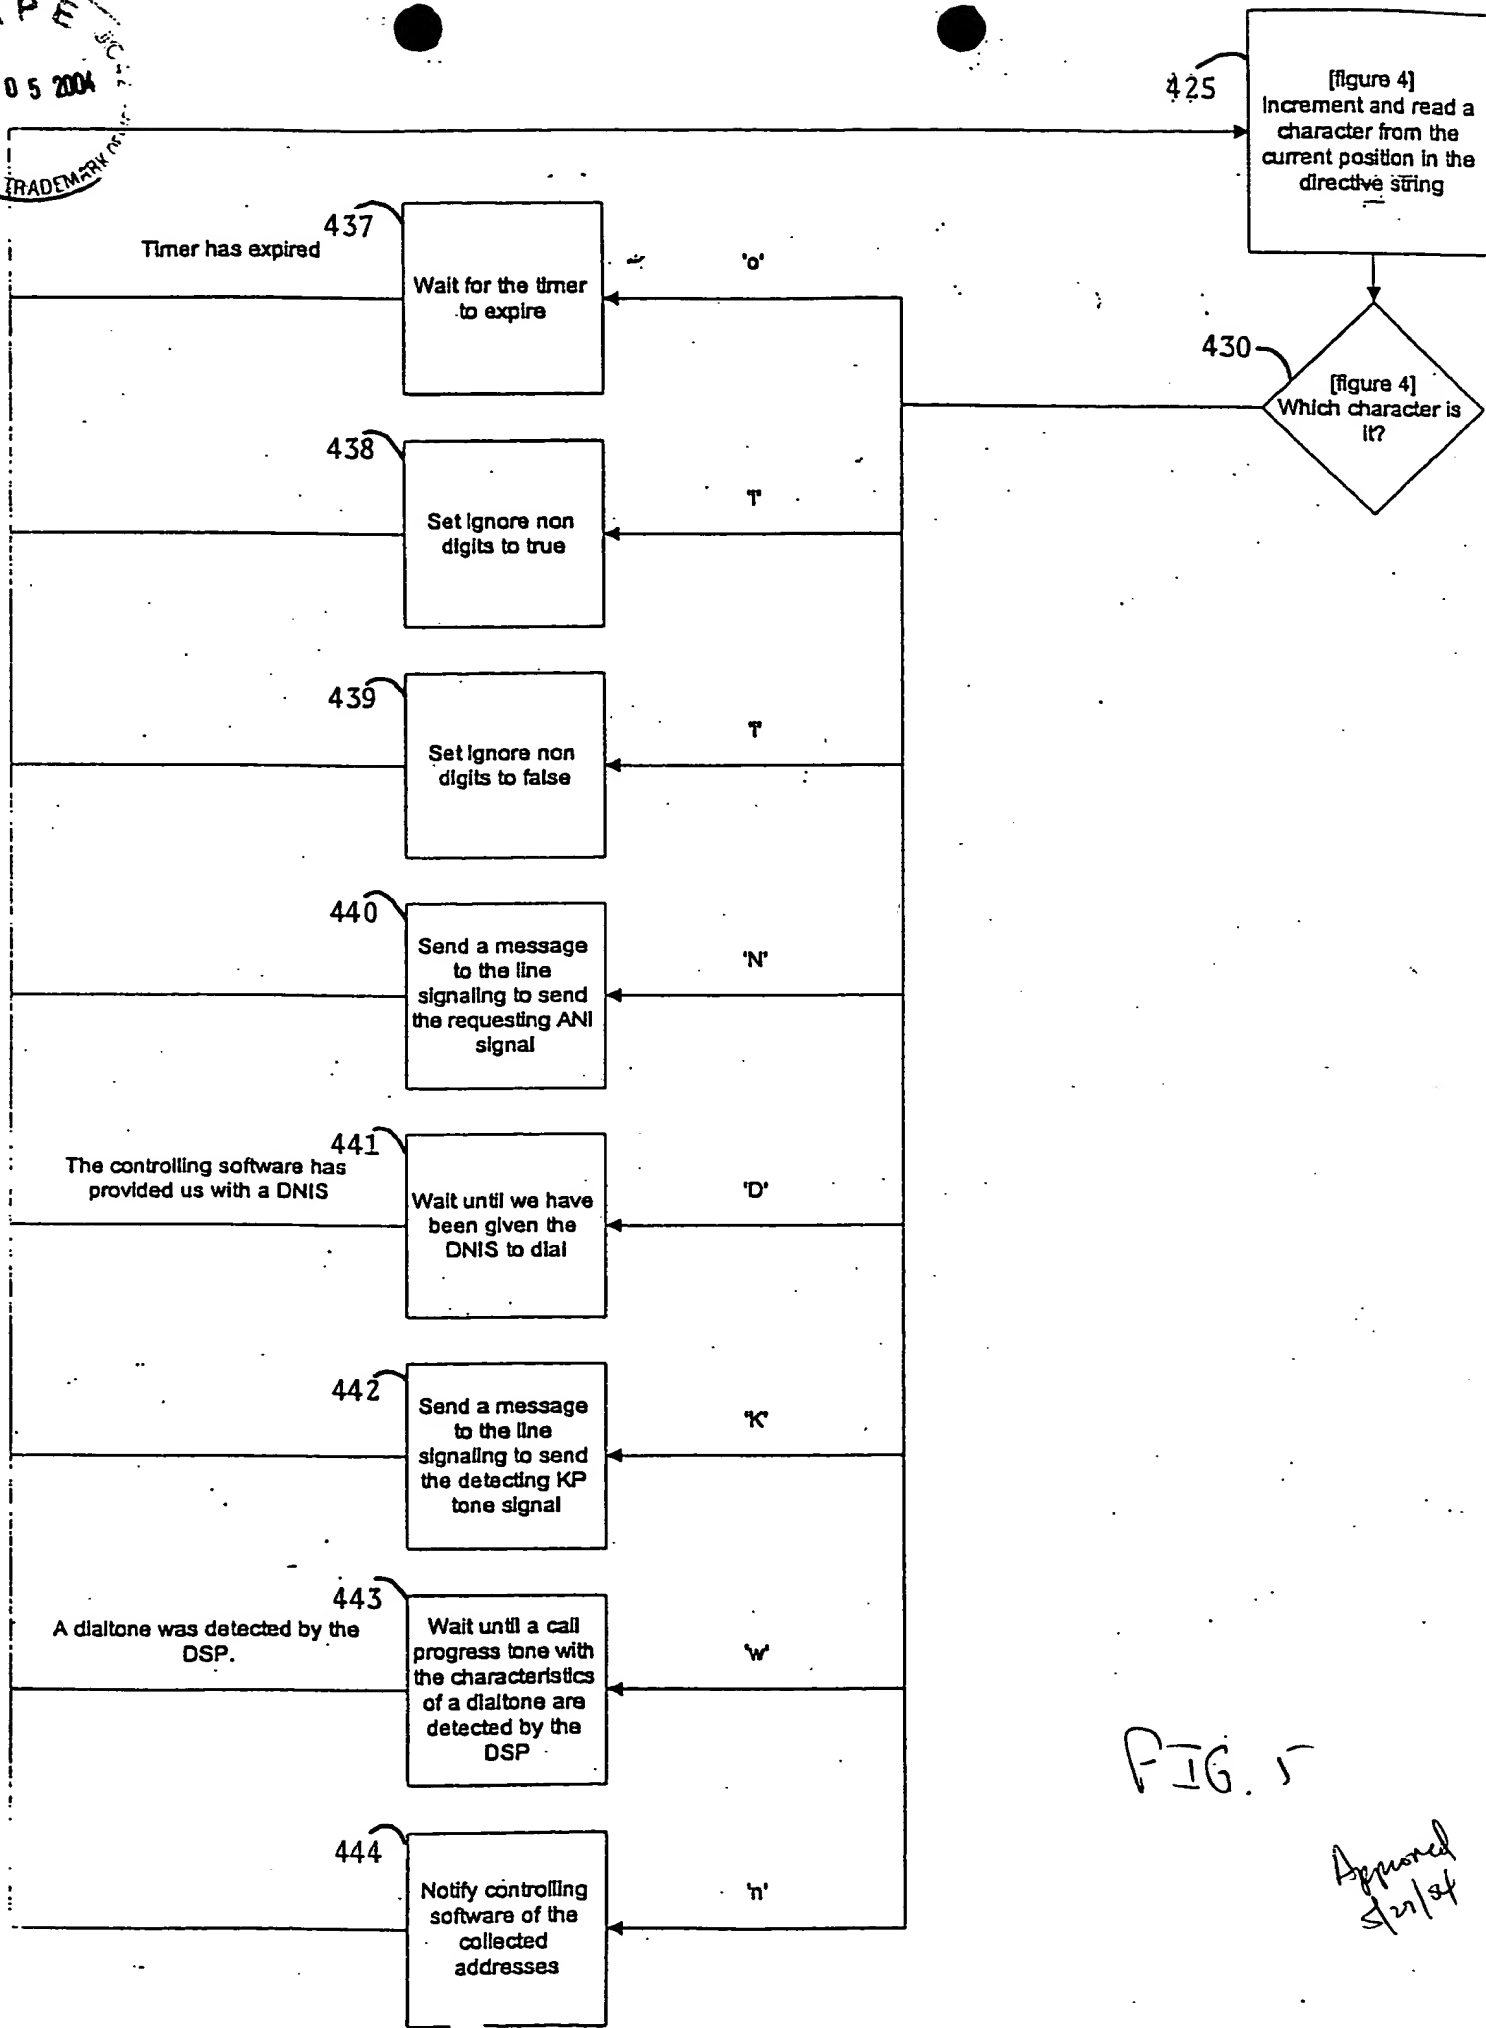 O 5 2004
TRADEMARK
425
[figure 4]
Increment and read a
character from the
current position in the
directive string
437
Timer has expired
Wait for the timer
to expire
'o'
430
[figure 4]
Which character is
it?
438
Set ignore non
digits to true
439
Set ignore non
digits to false
440
Send a message
to the line
signaling to send
the requesting ANI
signal
'N'
441
The controlling software has
provided us with a DNIS
Wait until we have
been given the
DNIS to dial
'D'
442
Send a message
to the line
signaling to send
the detecting KP
tone signal
'K'
443
A dialtone was detected by the
DSP.
Wait until a call
progress tone with
the characteristics
of a dialtone are
detected by the
DSP
'w'
444
Notify controlling
software of the
collected
addresses
'n'
FIG. 5
Approved
5/27/04